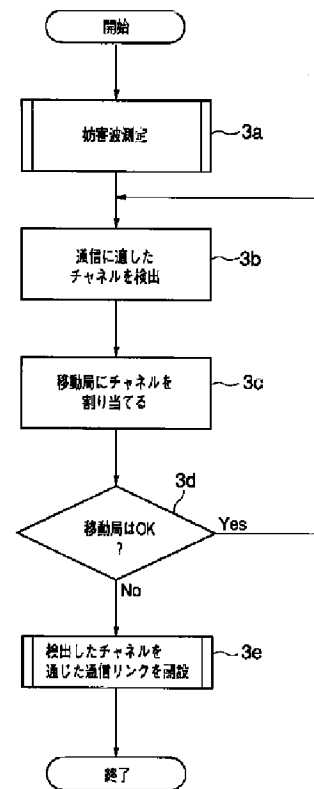 開始
妨害波測定
3a
通信に適した
チャネルを検出
3b
移動局にチャネルを
割り当てる
3c
3d
移動局はOK
?
Yes
No
検出したチャネルを
通じた通信リンクを開設
3e
終了